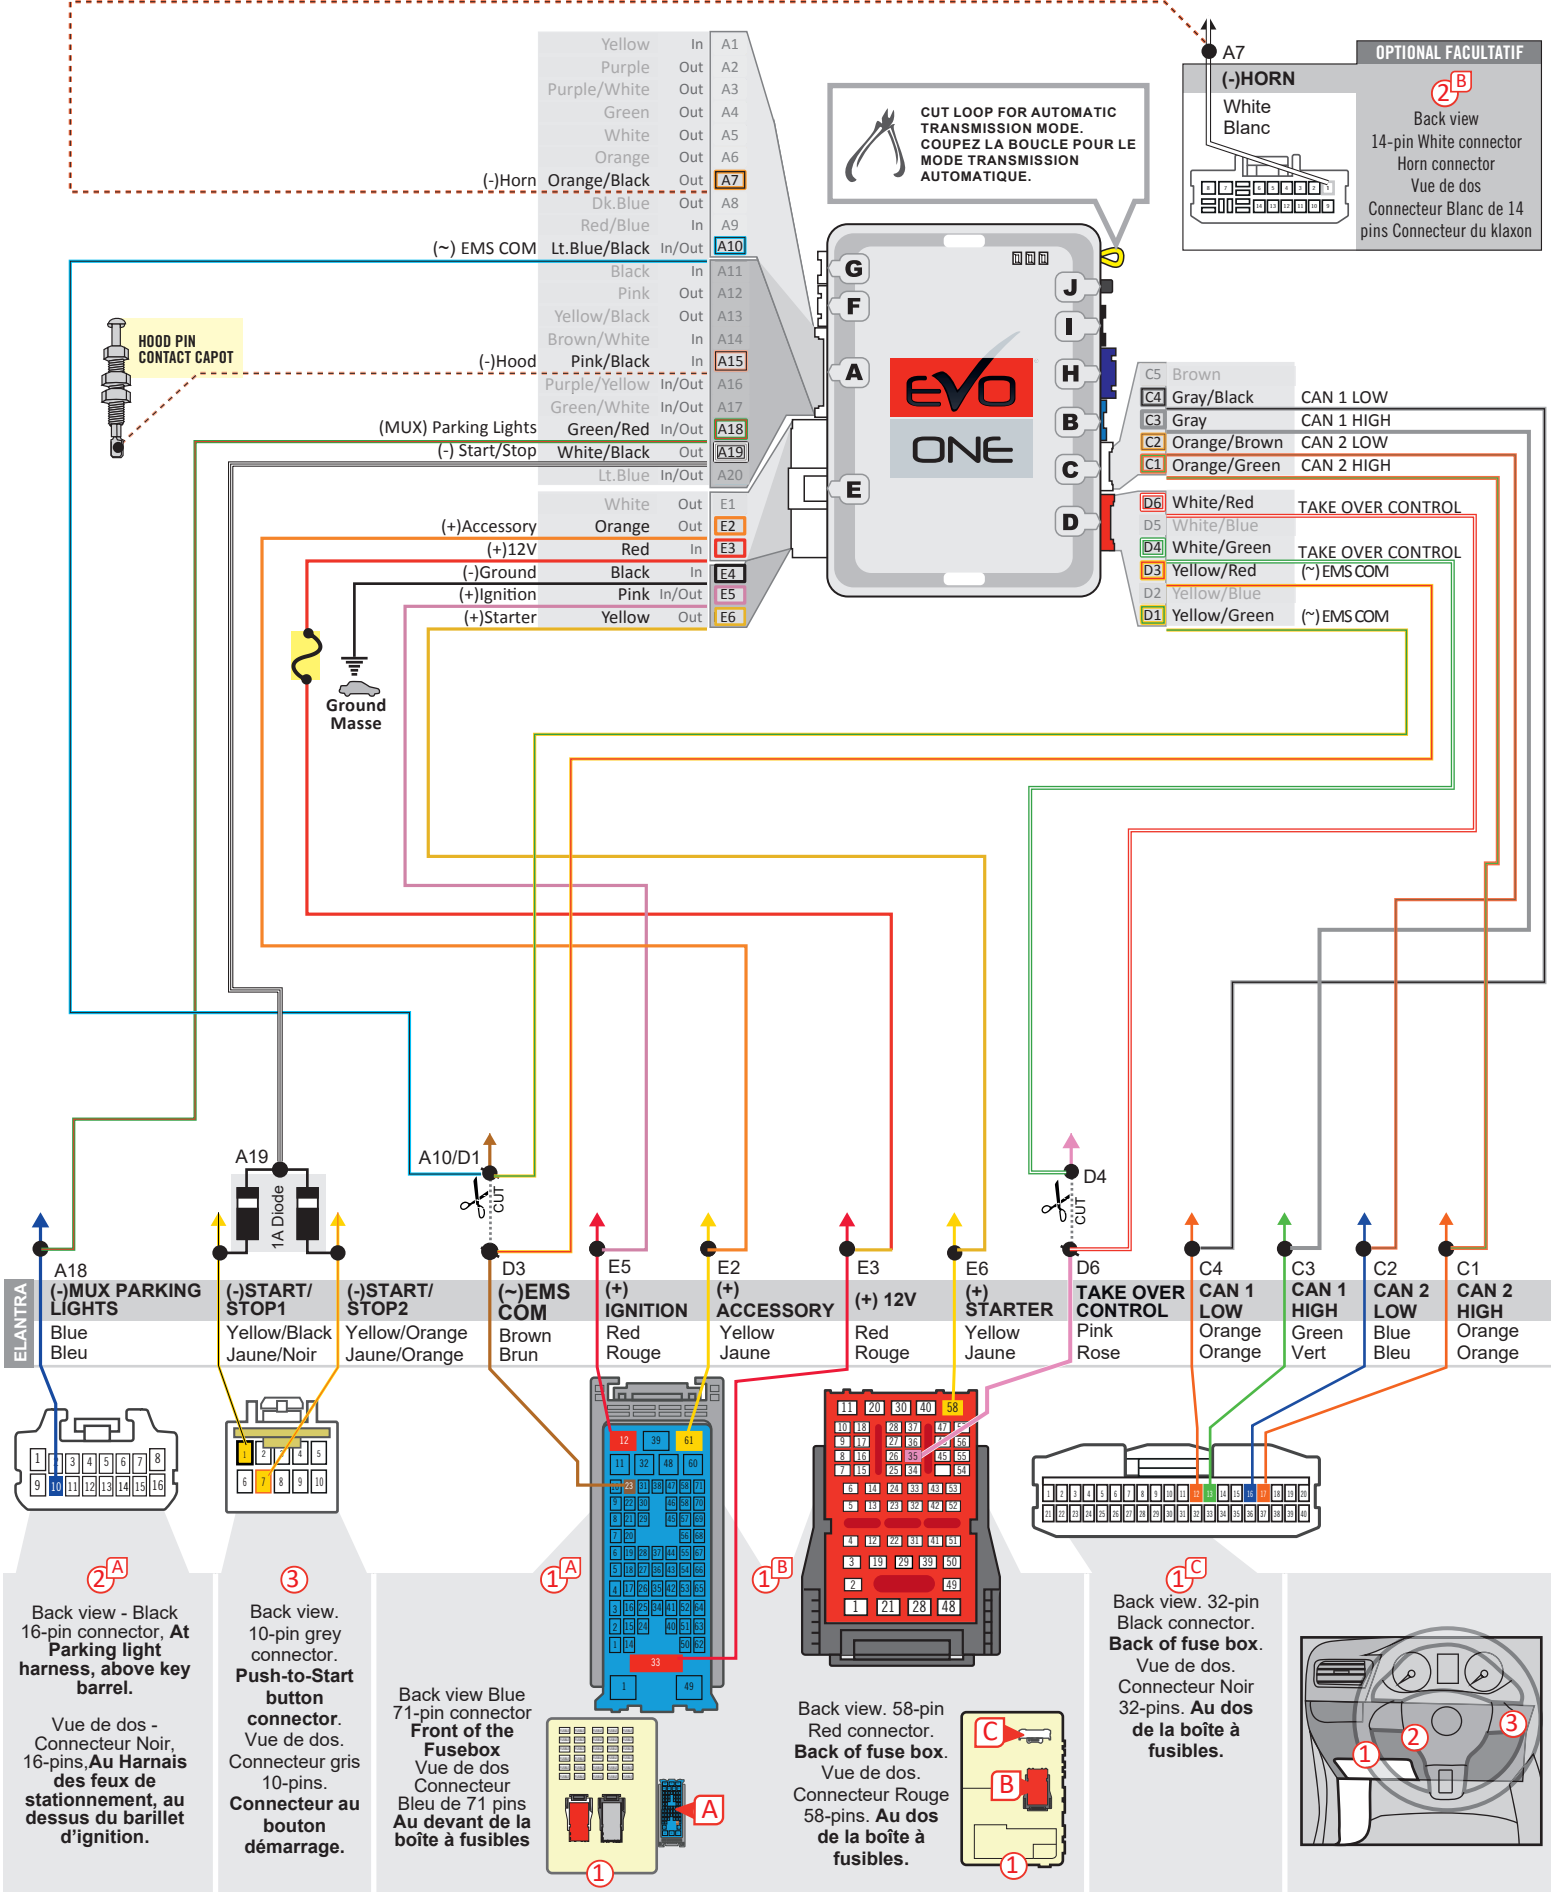 Yellow In A1
Purple Out A2
Purple/White Out A3
Green Out A4
White Out A5
Orange Out A6
(-)Horn Orange/Black Out A7
Dk.Blue Out A8
Red/Blue In A9
(~) EMS COM Lt.Blue/Black In/Out A10
Black In A11
Pink Out A12
Yellow/Black Out A13
Brown/White In A14
(-)Hood Pink/Black In A15
Purple/Yellow In/Out A16
Green/White In/Out A17
(MUX) Parking Lights Green/Red In/Out A18
(-) Start/Stop White/Black Out A19
Lt.Blue In/Out A20
White Out E1
(+)Accessory Orange Out E2
(+)12V Red In E3
(-)Ground Black In E4
(+)Ignition Pink In/Out E5
(+)Starter Yellow Out E6
HOOD PIN
CONTACT CAPOT
Ground
Masse
CUT LOOP FOR AUTOMATIC
TRANSMISSION MODE.
COUPEZ LA BOUCLE POUR LE
MODE TRANSMISSION
AUTOMATIQUE.
G
F
A
E
J
I
H
B
C
D
EVO
ONE
A7
OPTIONAL FACULTATIF
(-)HORN
White
Blanc
2 B
Back view
14-pin White connector
Horn connector
Vue de dos
Connecteur Blanc de 14
pins Connecteur du klaxon
C5 Brown
C4 Gray/Black CAN 1 LOW
C3 Gray CAN 1 HIGH
C2 Orange/Brown CAN 2 LOW
C1 Orange/Green CAN 2 HIGH
D6 White/Red TAKE OVER CONTROL
D5 White/Blue
D4 White/Green TAKE OVER CONTROL
D3 Yellow/Red (~) EMS COM
D2 Yellow/Blue
D1 Yellow/Green (~) EMS COM
A19
1A Diode
A10/D1
CUT
D4
CUT
ELANTRA
A18
(-)MUX PARKING
LIGHTS
Blue
Bleu
(-)START/
STOP1
Yellow/Black
Jaune/Noir
(-)START/
STOP2
Yellow/Orange
Jaune/Orange
D3
(~)EMS
COM
Brown
Brun
E5
(+)
IGNITION
Red
Rouge
E2
(+)
ACCESSORY
Yellow
Jaune
E3
(+) 12V
Red
Rouge
E6
(+)
STARTER
Yellow
Jaune
D6
TAKE OVER
CONTROL
Pink
Rose
C4
CAN 1
LOW
Orange
Orange
C3
CAN 1
HIGH
Green
Vert
C2
CAN 2
LOW
Blue
Bleu
C1
CAN 2
HIGH
Orange
Orange
2 A
Back view - Black
16-pin connector, At
Parking light
harness, above key
barrel.
Vue de dos -
Connecteur Noir,
16-pins,Au Harnais
des feux de
stationnement, au
dessus du barillet
d'ignition.
3
Back view.
10-pin grey
connector.
Push-to-Start
button
connector.
Vue de dos.
Connecteur gris
10-pins.
Connecteur au
bouton
démarrage.
1 A
Back view Blue
71-pin connector
Front of the
Fusebox
Vue de dos
Connecteur
Bleu de 71 pins
Au devant de la
boîte à fusibles
A
1
1 B
Back view. 58-pin
Red connector.
Back of fuse box.
Vue de dos.
Connecteur Rouge
58-pins. Au dos
de la boîte à
fusibles.
C
B
1
1 C
Back view. 32-pin
Black connector.
Back of fuse box.
Vue de dos.
Connecteur Noir
32-pins. Au dos
de la boîte à
fusibles.
1
2
3